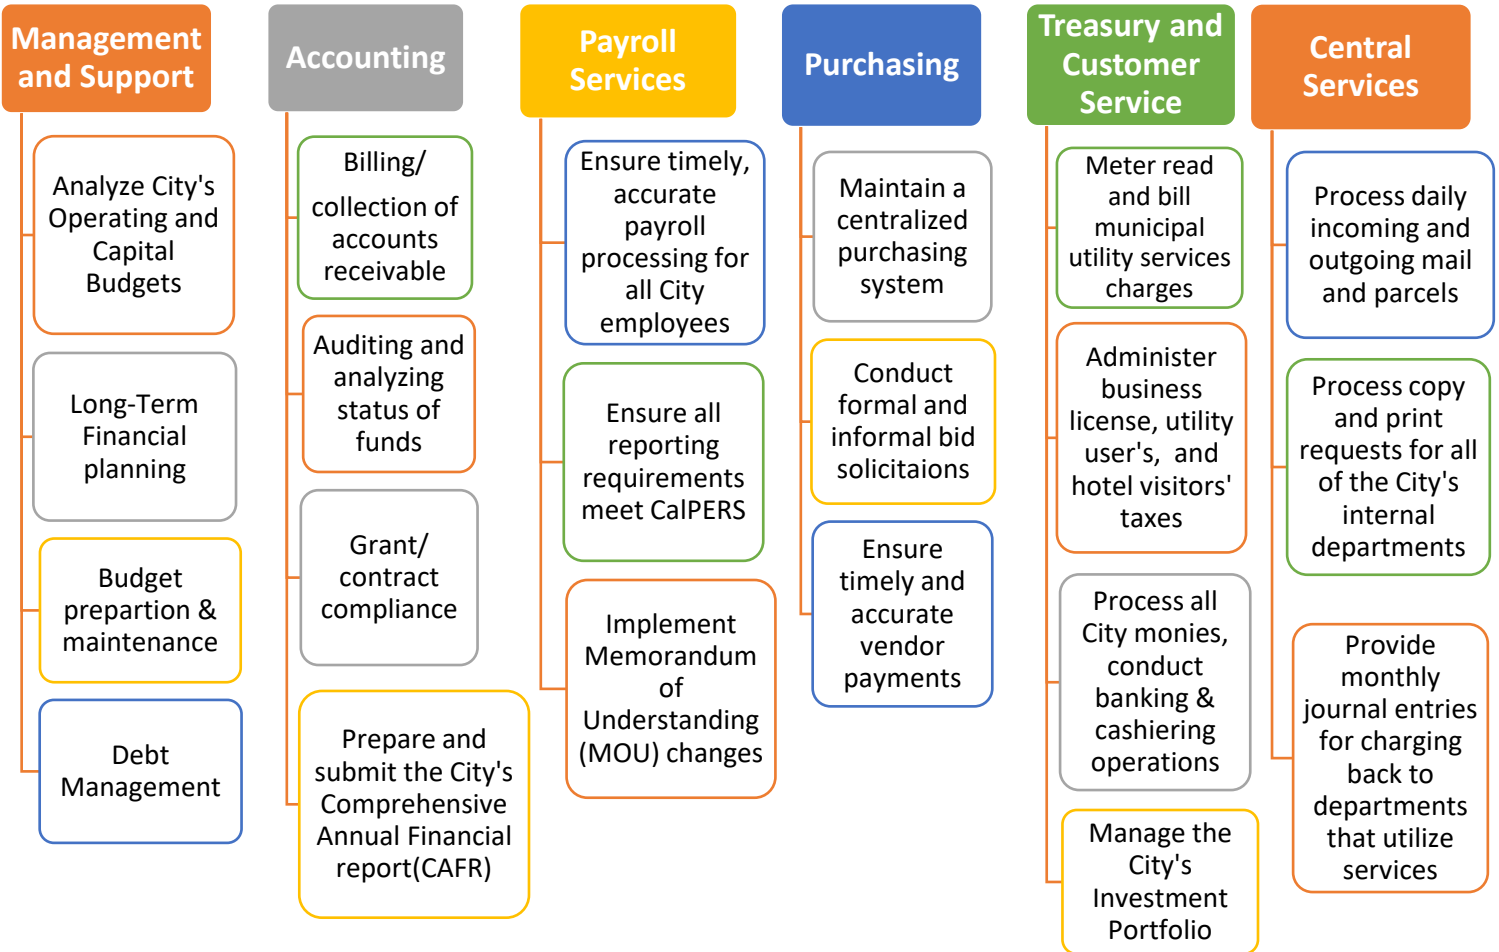 Management
and Support
Analyze City's
Operating and
Capital
Budgets
Long-Term
Financial
planning
Budget
prepartion &
maintenance
Debt
Management
Accounting
Billing/
collection of
accounts
receivable
Auditing and
analyzing
status of
funds
Grant/
contract
compliance
Prepare and
submit the City's
Comprehensive
Annual Financial
report(CAFR)
Payroll
Services
Ensure timely,
accurate
payroll
processing for
all City
employees
Ensure all
reporting
requirements
meet CalPERS
Implement
Memorandum
of
Understanding
(MOU) changes
Purchasing
Maintain a
centralized
purchasing
system
Conduct
formal and
informal bid
solicitaions
Ensure
timely and
accurate
vendor
payments
Treasury and
Customer
Service
Meter read
and bill
municipal
utility services
charges
Administer
business
license, utility
user's, and
hotel visitors'
taxes
Process all
City monies,
conduct
banking &
cashiering
operations
Manage the
City's
Investment
Portfolio
Central
Services
Process daily
incoming and
outgoing mail
and parcels
Process copy
and print
requests for all
of the City's
internal
departments
Provide
monthly
journal entries
for charging
back to
departments
that utilize
services